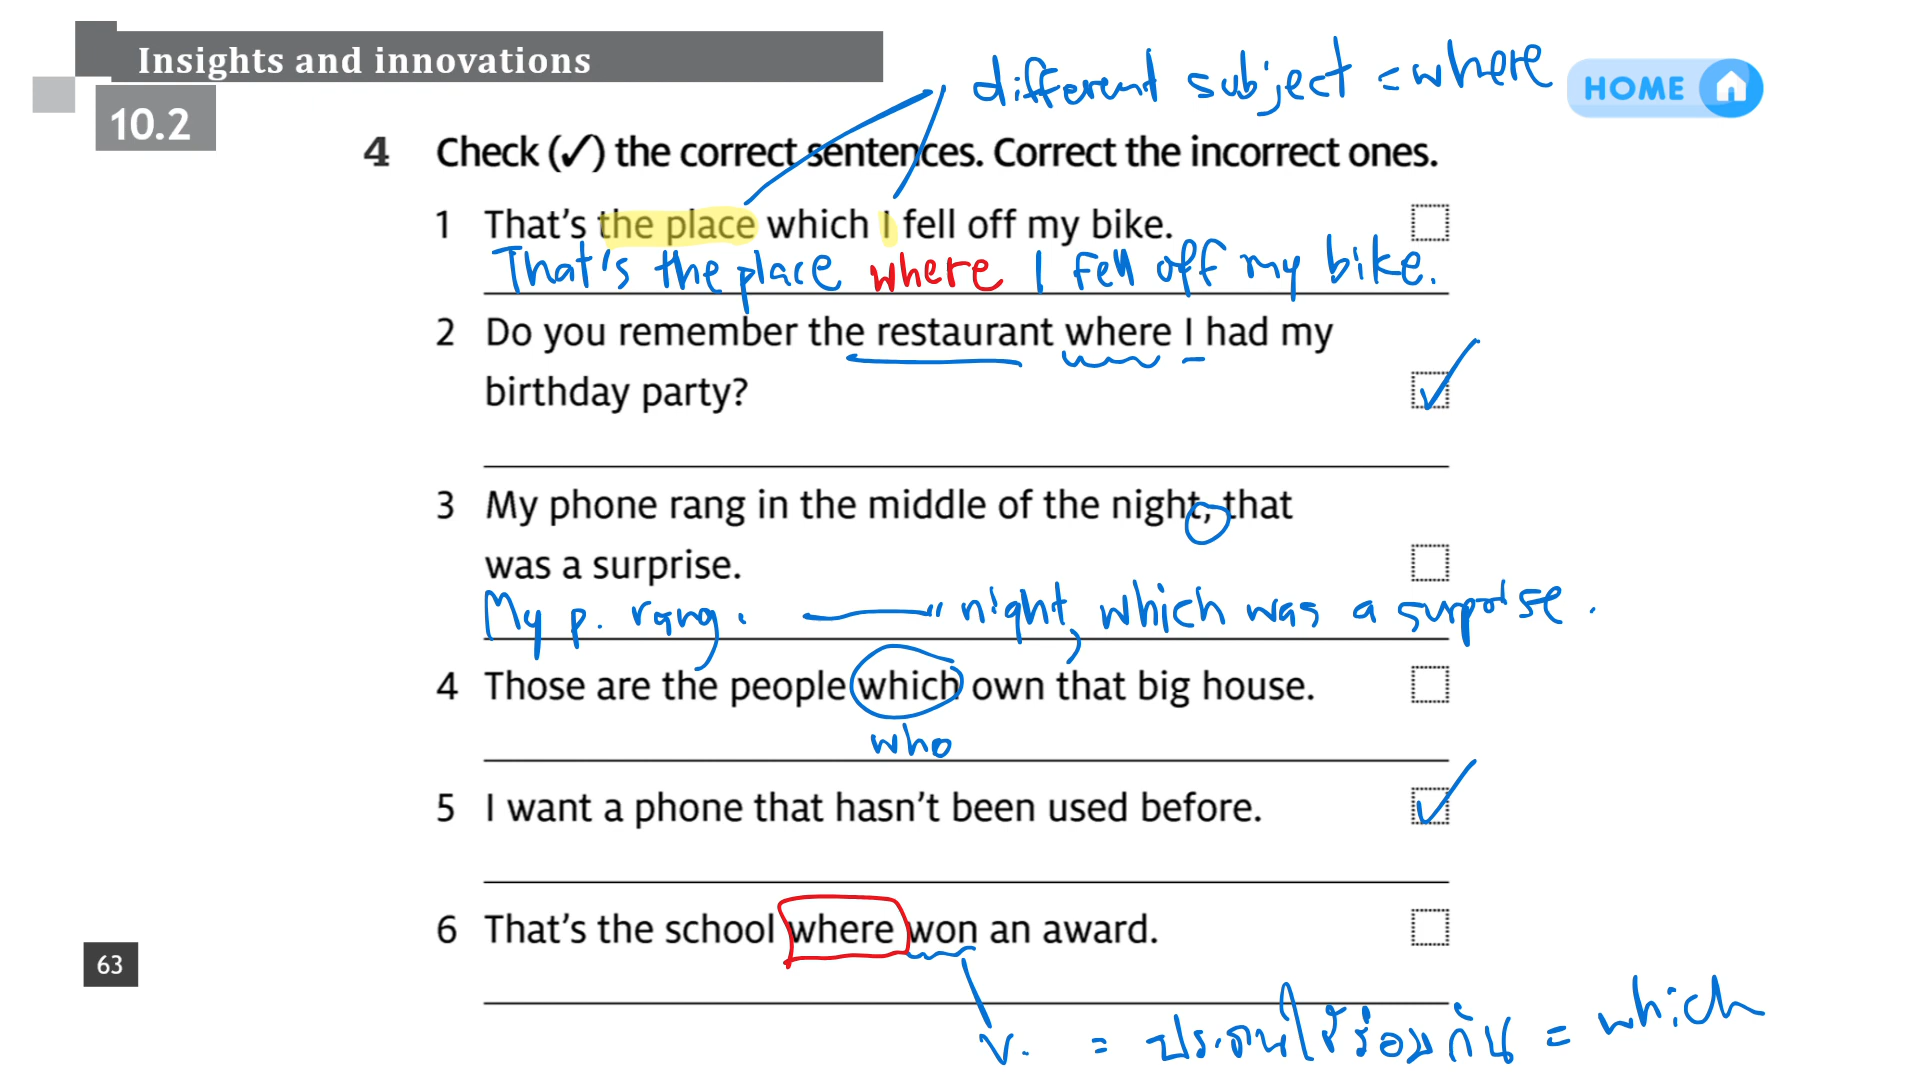 Insights and innovations
different subject = where
HOME
10.2
4 Check (✓) the correct sentences. Correct the incorrect ones.
1 That's the place which I fell off my bike.
That's the place where I fell off my bike.
2 Do you remember the restaurant where I had my
birthday party?
3 My phone rang in the middle of the night, that
was a surprise.
My p. rang. night, which was a surprise.
4 Those are the people which own that big house.
who
5 I want a phone that hasn't been used before.
6 That's the school where won an award.
63
v. = ประธานใช้ร่วมกัน = which